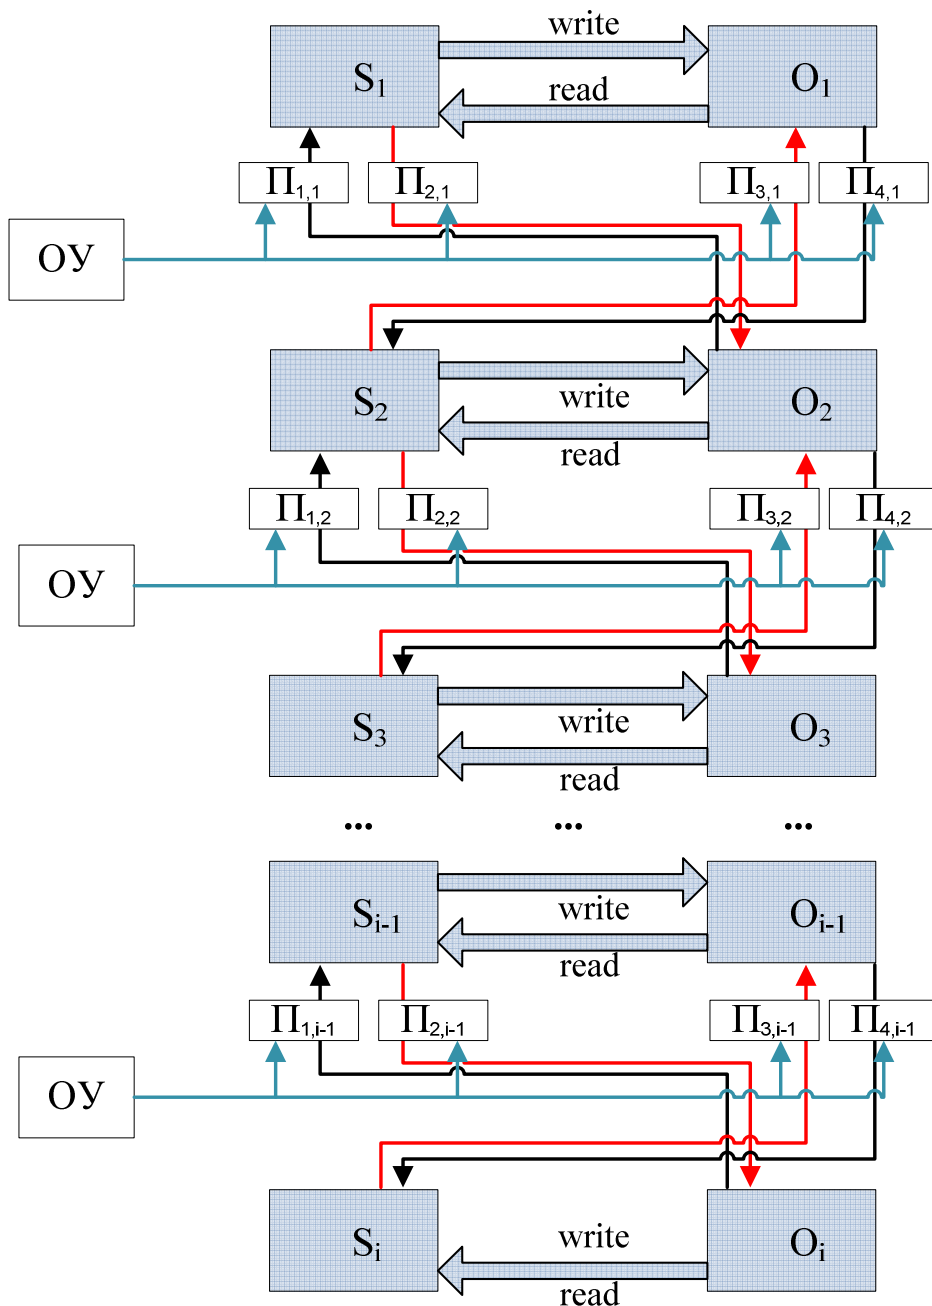 write
S1 O1
read
П1,1 П2,1 П3,1 П4,1
ОУ
S2 O2
write
read
П1,2 П2,2 П3,2 П4,2
ОУ
S3 O3
write
read
... ... ...
Si-1 Oi-1
write
read
П1,i-1 П2,i-1 П3,i-1 П4,i-1
ОУ
write
Si Oi
read